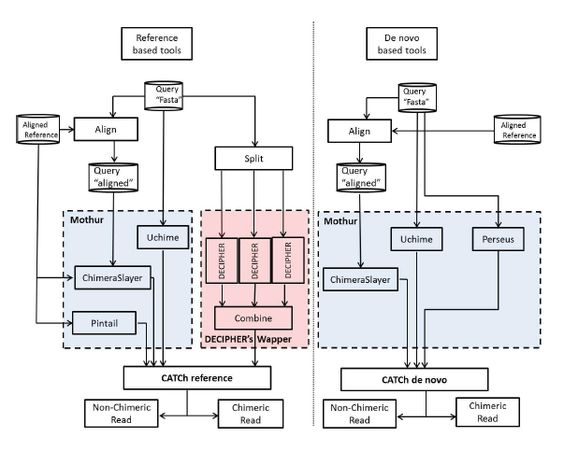 Reference
based tools
De novo
based tools
Query
"Fasta"
Aligned
Reference
Align
Query
"aligned"
Split
Mothur
Uchime
ChimeraSlayer
Pintail
DECIPHER
DECIPHER
DECIPHER
Combine
DECIPHER's Wapper
CATCh reference
Non-Chimeric
Read
Chimeric
Read
Query
"Fasta"
Align
Aligned
Reference
Query
"aligned"
Mothur
Uchime
Perseus
ChimeraSlayer
CATCh de novo
Non-Chimeric
Read
Chimeric
Read